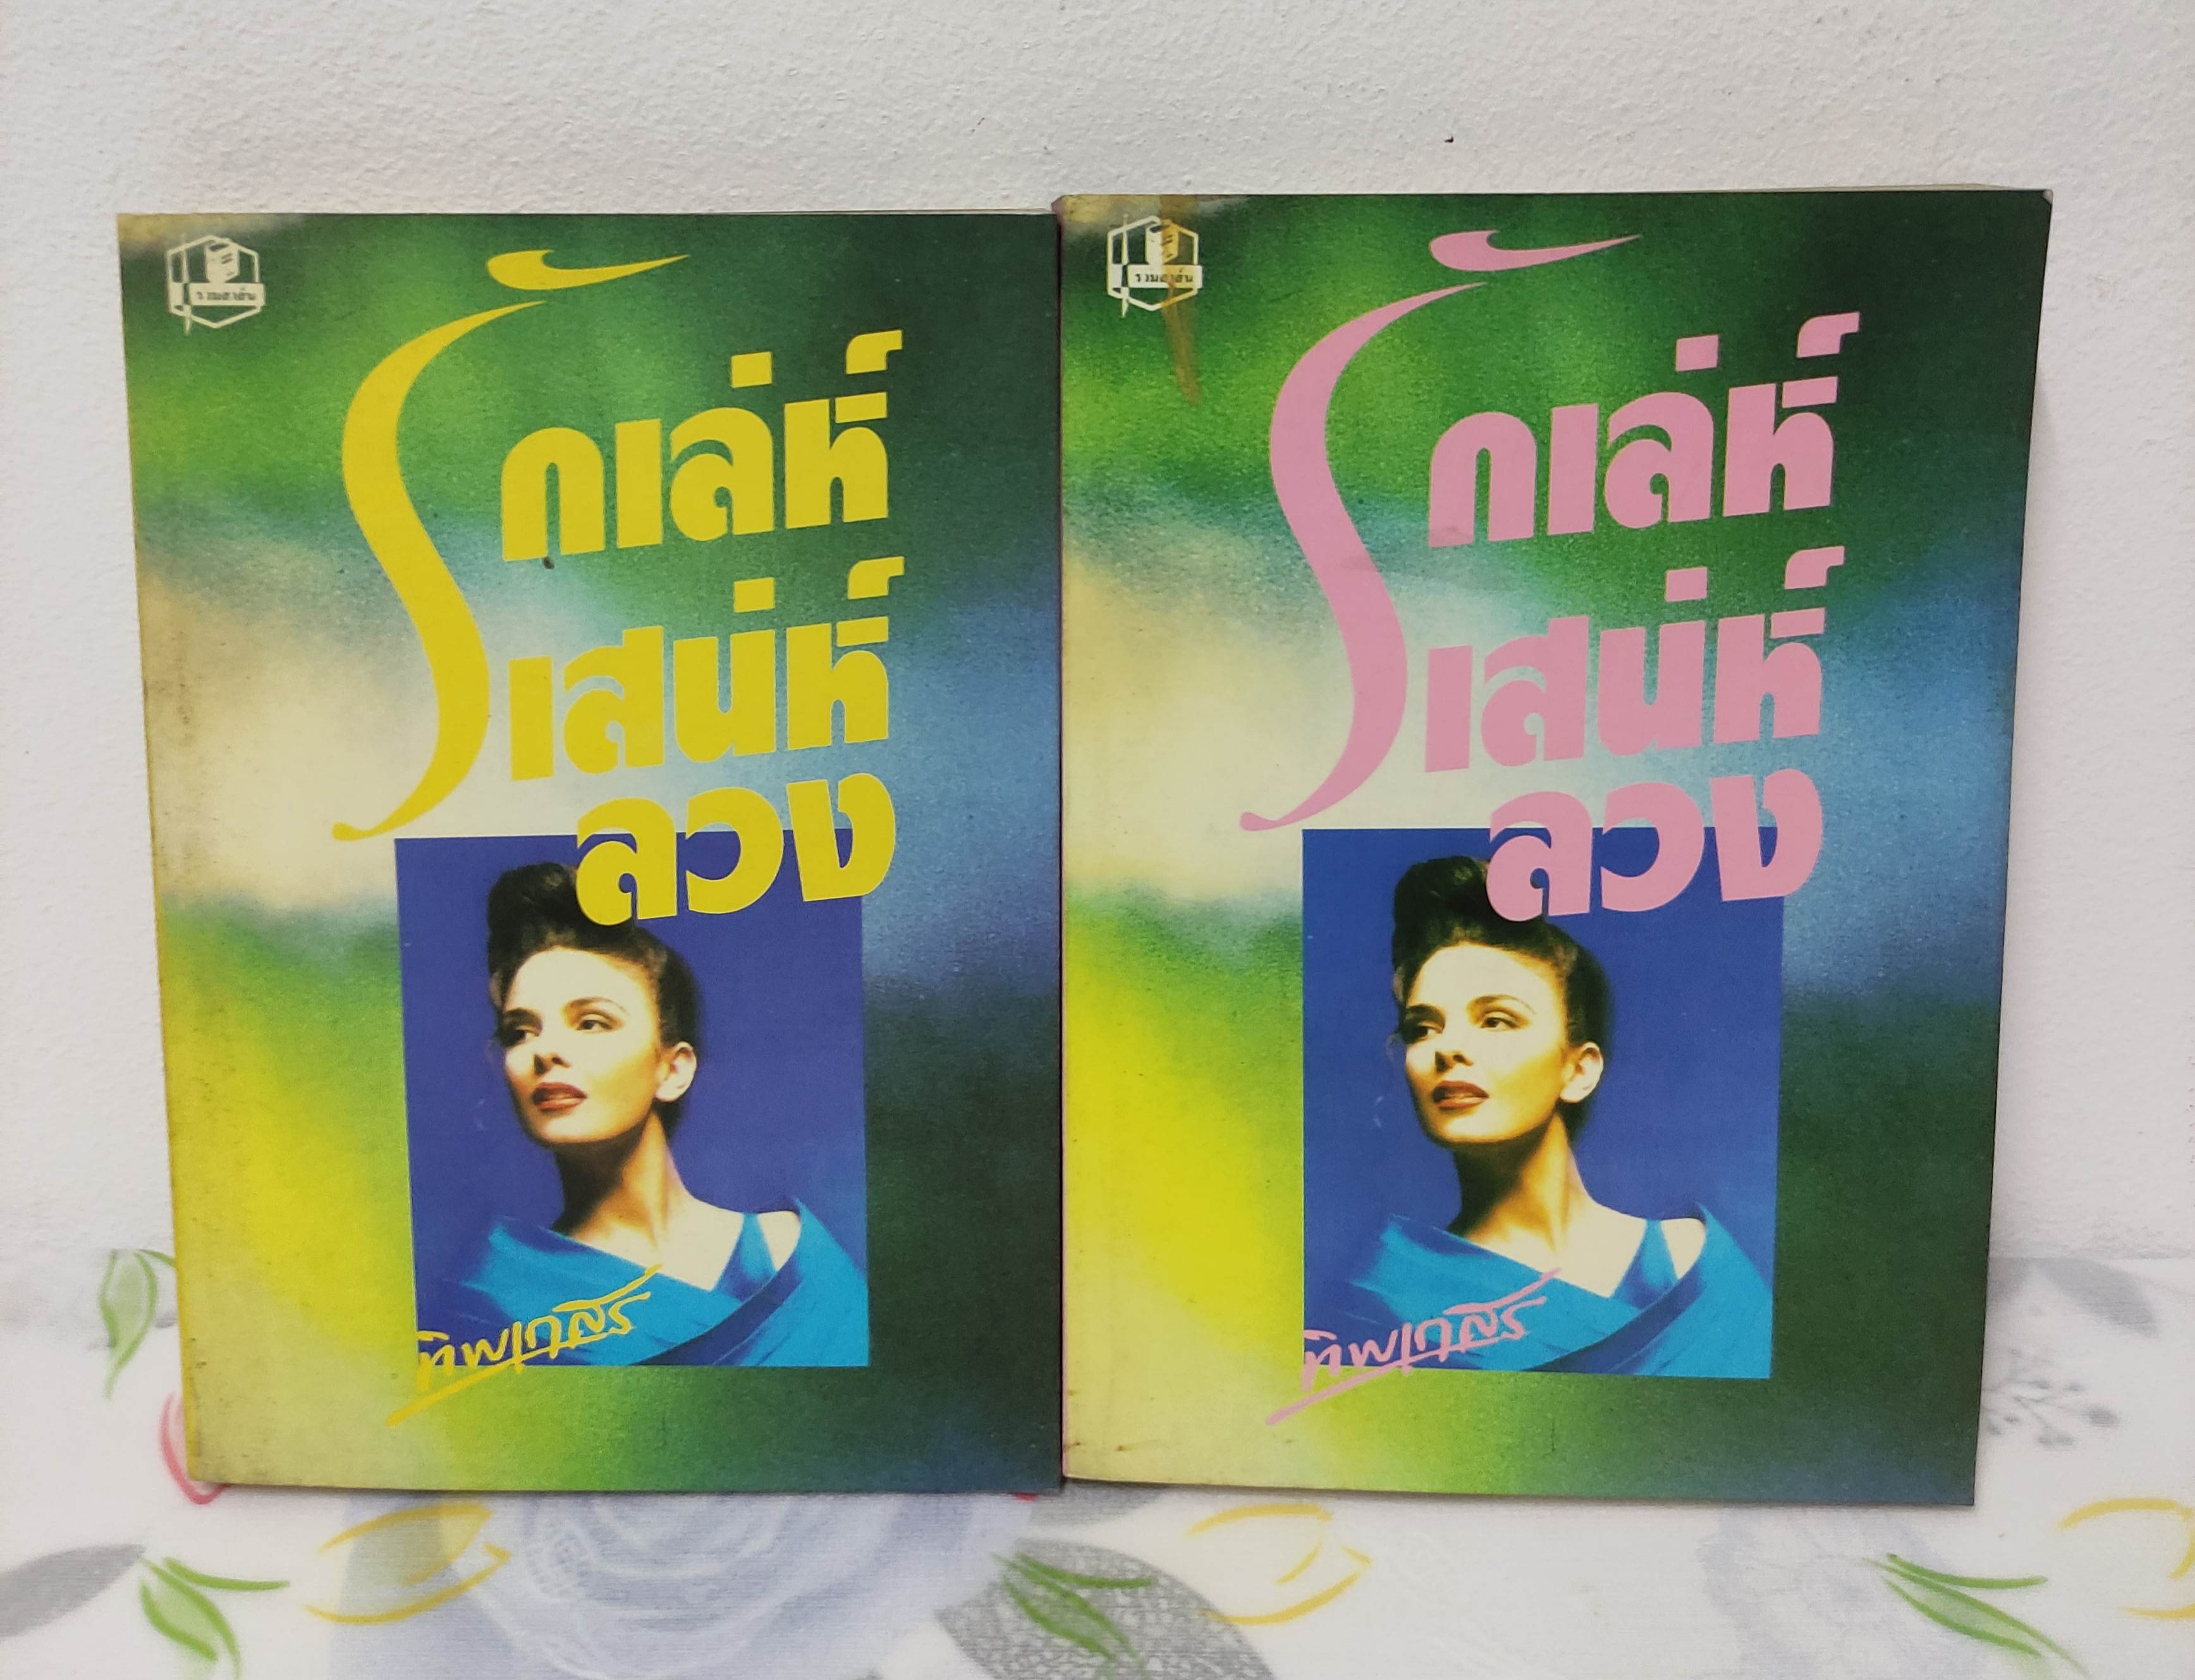 รวมสาส์น
รักเล่ห์
เสน่ห์
ลวง
ทิพเกสร
รวมสาส์น
รักเล่ห์
เสน่ห์
ลวง
ทิพเกสร